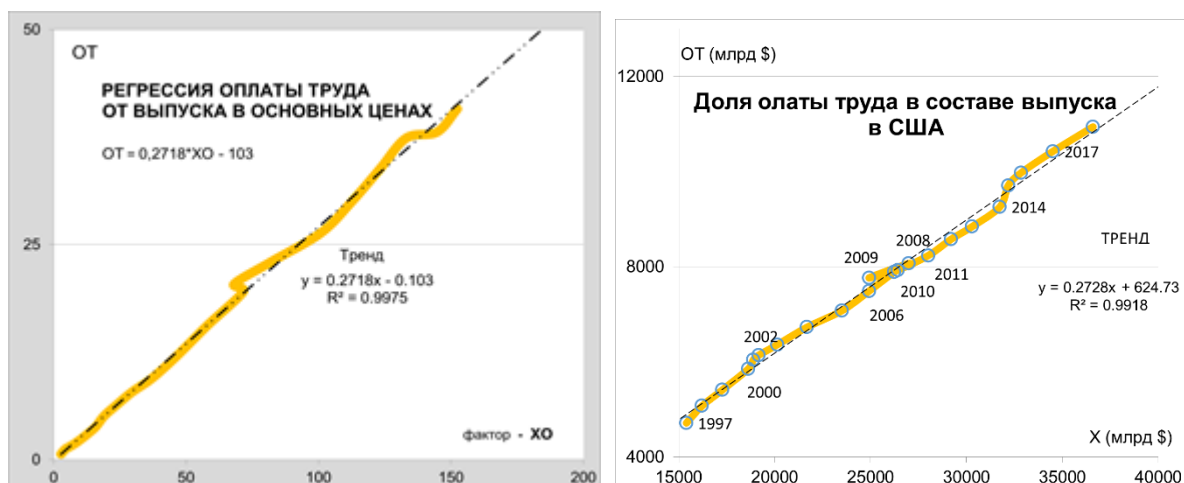 50
ОТ
РЕГРЕССИЯ ОПЛАТЫ ТРУДА
ОТ ВЫПУСКА В ОСНОВНЫХ ЦЕНАХ
ОТ = 0,2718*ХО - 103
25
Тренд
y = 0.2718x - 0.103
R² = 0.9975
фактор - ХО
0
0 50 100 150 200
ОТ (млрд $)
12000
Доля олаты труда в составе выпуска
в США
2017
2014
2008
ТРЕНД
2009
8000
2011
y = 0.2728x + 624.73
2010
R² = 0.9918
2006
2002
2000
1997
X (млрд $)
4000
15000 20000 25000 30000 35000 40000